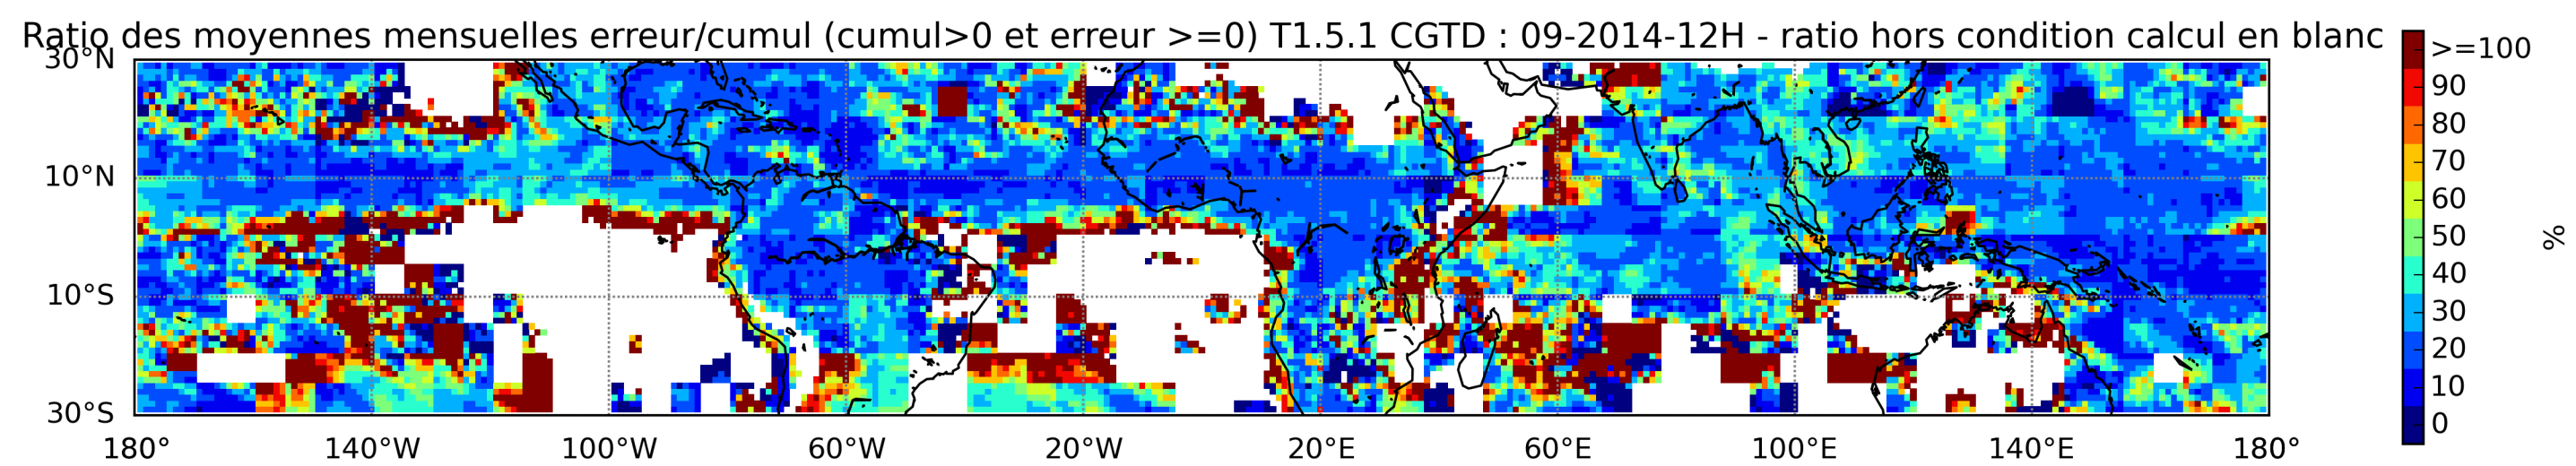 Ratio des moyennes mensuelles erreur/cumul (cumul>0 et erreur >=0) T1.5.1 CGTD : 09-2014-12H - ratio hors condition calcul en blanc
30°N
10°N
10°S
30°S
180° 140°W 100°W 60°W 20°W 20°E 60°E 100°E 140°E 180°
>=100
90
80
70
60
50
40
30
20
10
0
%